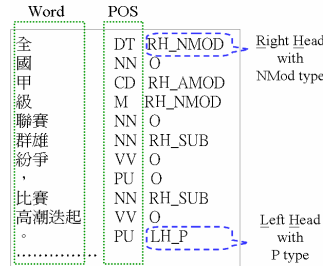 Word POS
全 DT RH_NMOD
國 NN O
甲 CD RH_AMOD
級 M RH_NMOD
聯賽 NN O
群雄 NN RH_SUB
紛爭 VV O
， PU O
比賽 NN RH_SUB
高潮迭起 VV O
。 PU LH_P
...............
Right Head
with
NMod type
Left Head
with
P type